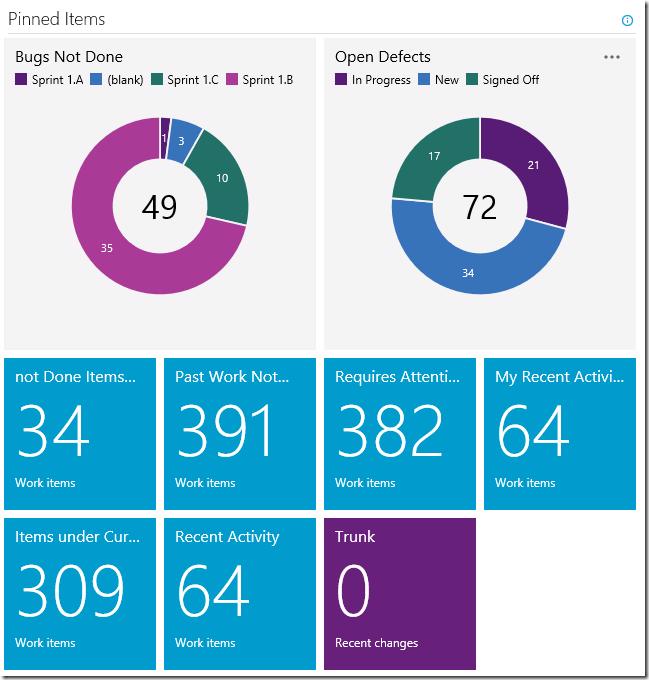 Pinned Items
Bugs Not Done
Sprint 1.A (blank) Sprint 1.C Sprint 1.B
1
3
10
35
49
Open Defects
In Progress New Signed Off
21
34
17
72
not Done Items...
34
Work items
Past Work Not...
391
Work items
Requires Attenti...
382
Work items
My Recent Activi...
64
Work items
Items under Cur...
309
Work items
Recent Activity
64
Work items
Trunk
0
Recent changes